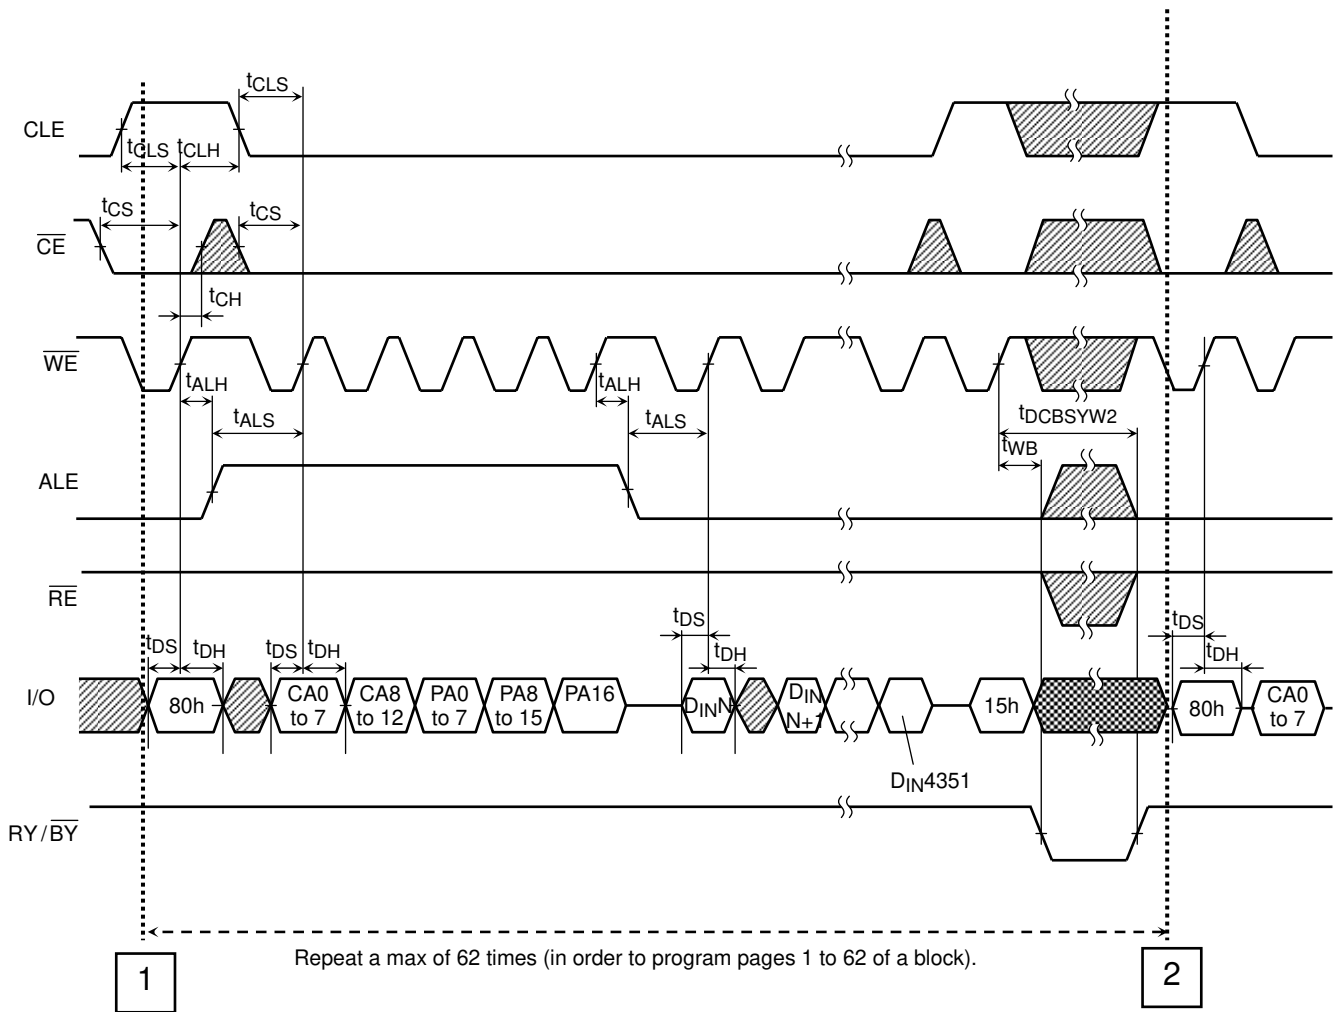 tCLS
CLE
tCLS tCLH
tCS tCS
CE
tCH
WE
tALH tALH
tALS tALS
tDCBSYW2
tWB
ALE
RE
tDS tDH tDS tDH tDS tDH tDS tDH
I/O
80h
CA0
to 7
CA8
to 12
PA0
to 7
PA8
to 15
PA16
DINN
DIN
N+1
15h
80h
CA0
to 7
DIN4351
RY/BY
Repeat a max of 62 times (in order to program pages 1 to 62 of a block).
1
2